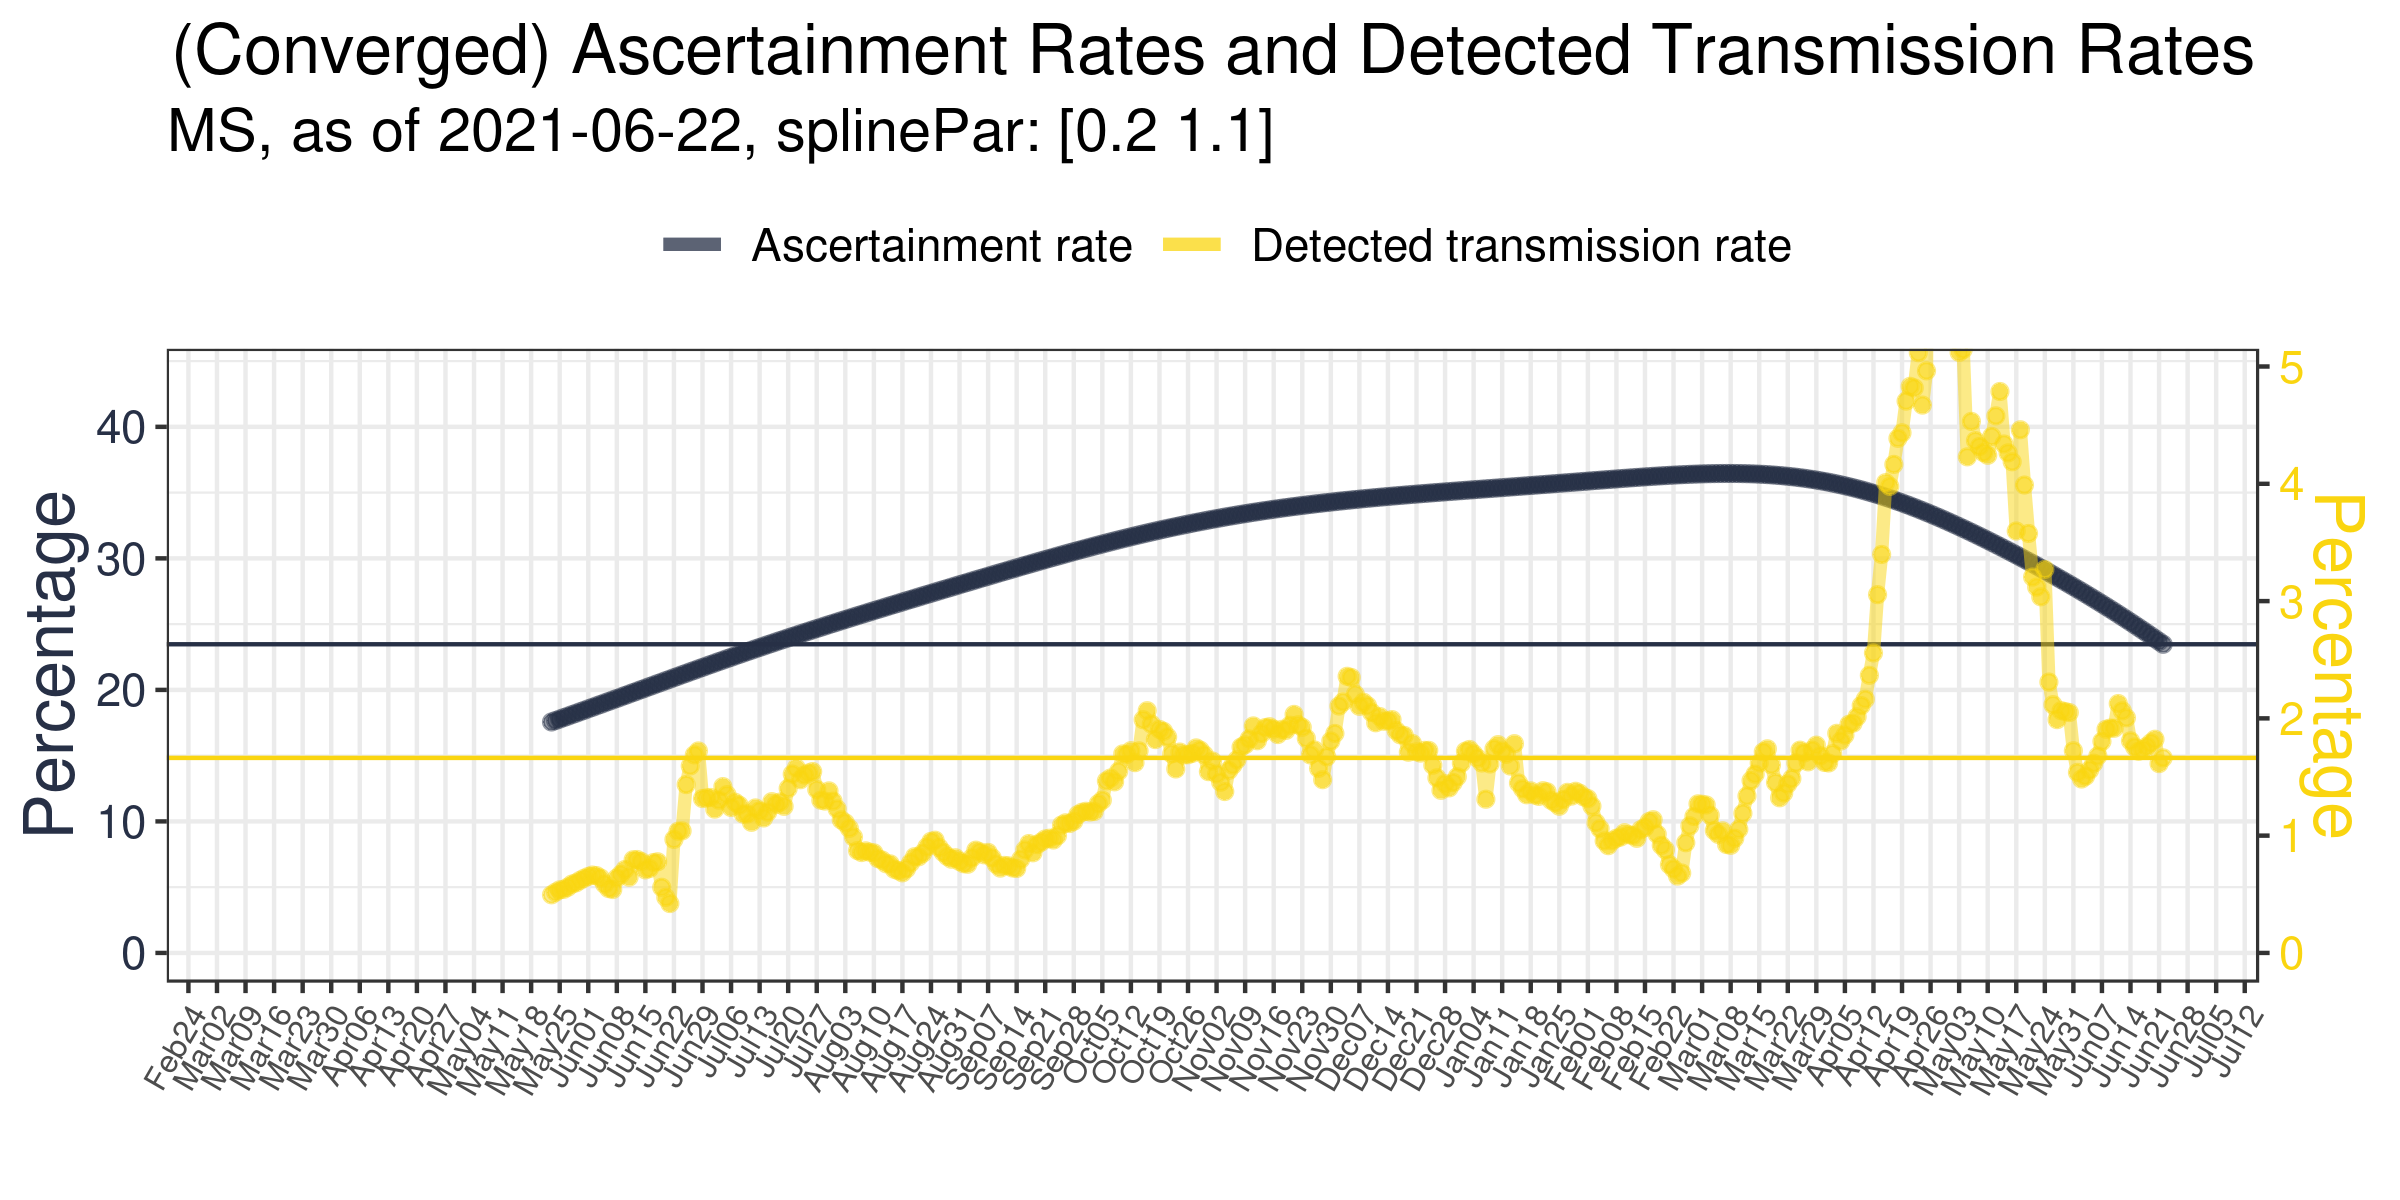 (Converged) Ascertainment Rates and Detected Transmission Rates
MS, as of 2021-06-22, splinePar: [0.2 1.1]
Ascertainment rate Detected transmission rate
Percentage
40
30
20
10
0
5
4
3
2
1
0
Percentage
Feb24 Mar02 Mar09 Mar16 Mar23 Mar30 Apr06 Apr13 Apr20 Apr27 May04 May11 May18 May25 Jun01 Jun08 Jun15 Jun22 Jun29 Jul06 Jul13 Jul20 Jul27 Aug03 Aug10 Aug17 Aug24 Aug31 Sep07 Sep14 Sep21 Sep28 Oct05 Oct12 Oct19 Oct26 Nov02 Nov09 Nov16 Nov23 Nov30 Dec07 Dec14 Dec21 Dec28 Jan04 Jan11 Jan18 Jan25 Feb01 Feb08 Feb15 Feb22 Mar01 Mar08 Mar15 Mar22 Mar29 Apr05 Apr12 Apr19 Apr26 May03 May10 May17 May24 May31 Jun07 Jun14 Jun21 Jun28 Jul05 Jul12